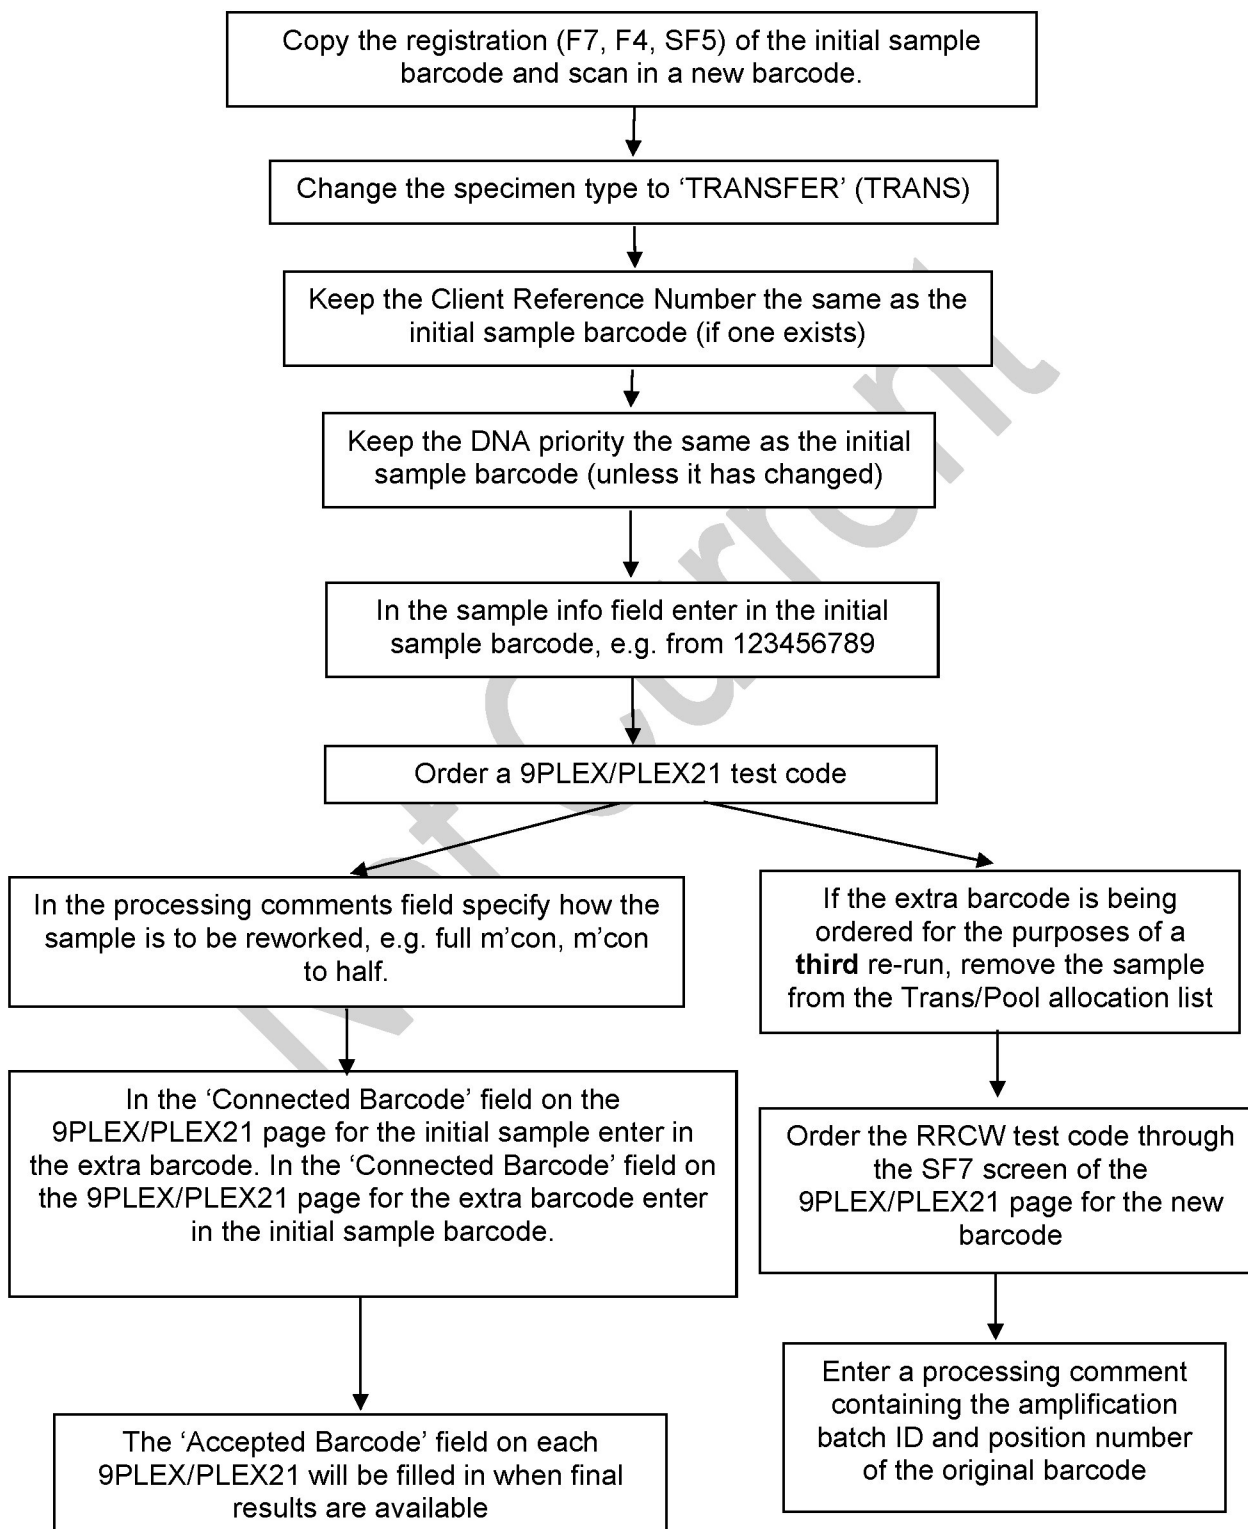 Copy the registration (F7, F4, SF5) of the initial sample
barcode and scan in a new barcode.
Change the specimen type to ‘TRANSFER’ (TRANS)
Keep the Client Reference Number the same as the
initial sample barcode (if one exists)
Keep the DNA priority the same as the initial
sample barcode (unless it has changed)
In the sample info field enter in the initial
sample barcode, e.g. from 123456789
Order a 9PLEX/PLEX21 test code
In the processing comments field specify how the
sample is to be reworked, e.g. full m’con, m’con
to half.
In the ‘Connected Barcode’ field on the
9PLEX/PLEX21 page for the initial sample enter in
the extra barcode. In the ‘Connected Barcode’ field on
the 9PLEX/PLEX21 page for the extra barcode enter
in the initial sample barcode.
The ‘Accepted Barcode’ field on each
9PLEX/PLEX21 will be filled in when final
results are available
If the extra barcode is being
ordered for the purposes of a
third re-run, remove the sample
from the Trans/Pool allocation list
Order the RRCW test code through
the SF7 screen of the
9PLEX/PLEX21 page for the new
barcode
Enter a processing comment
containing the amplification
batch ID and position number
of the original barcode
Not Current